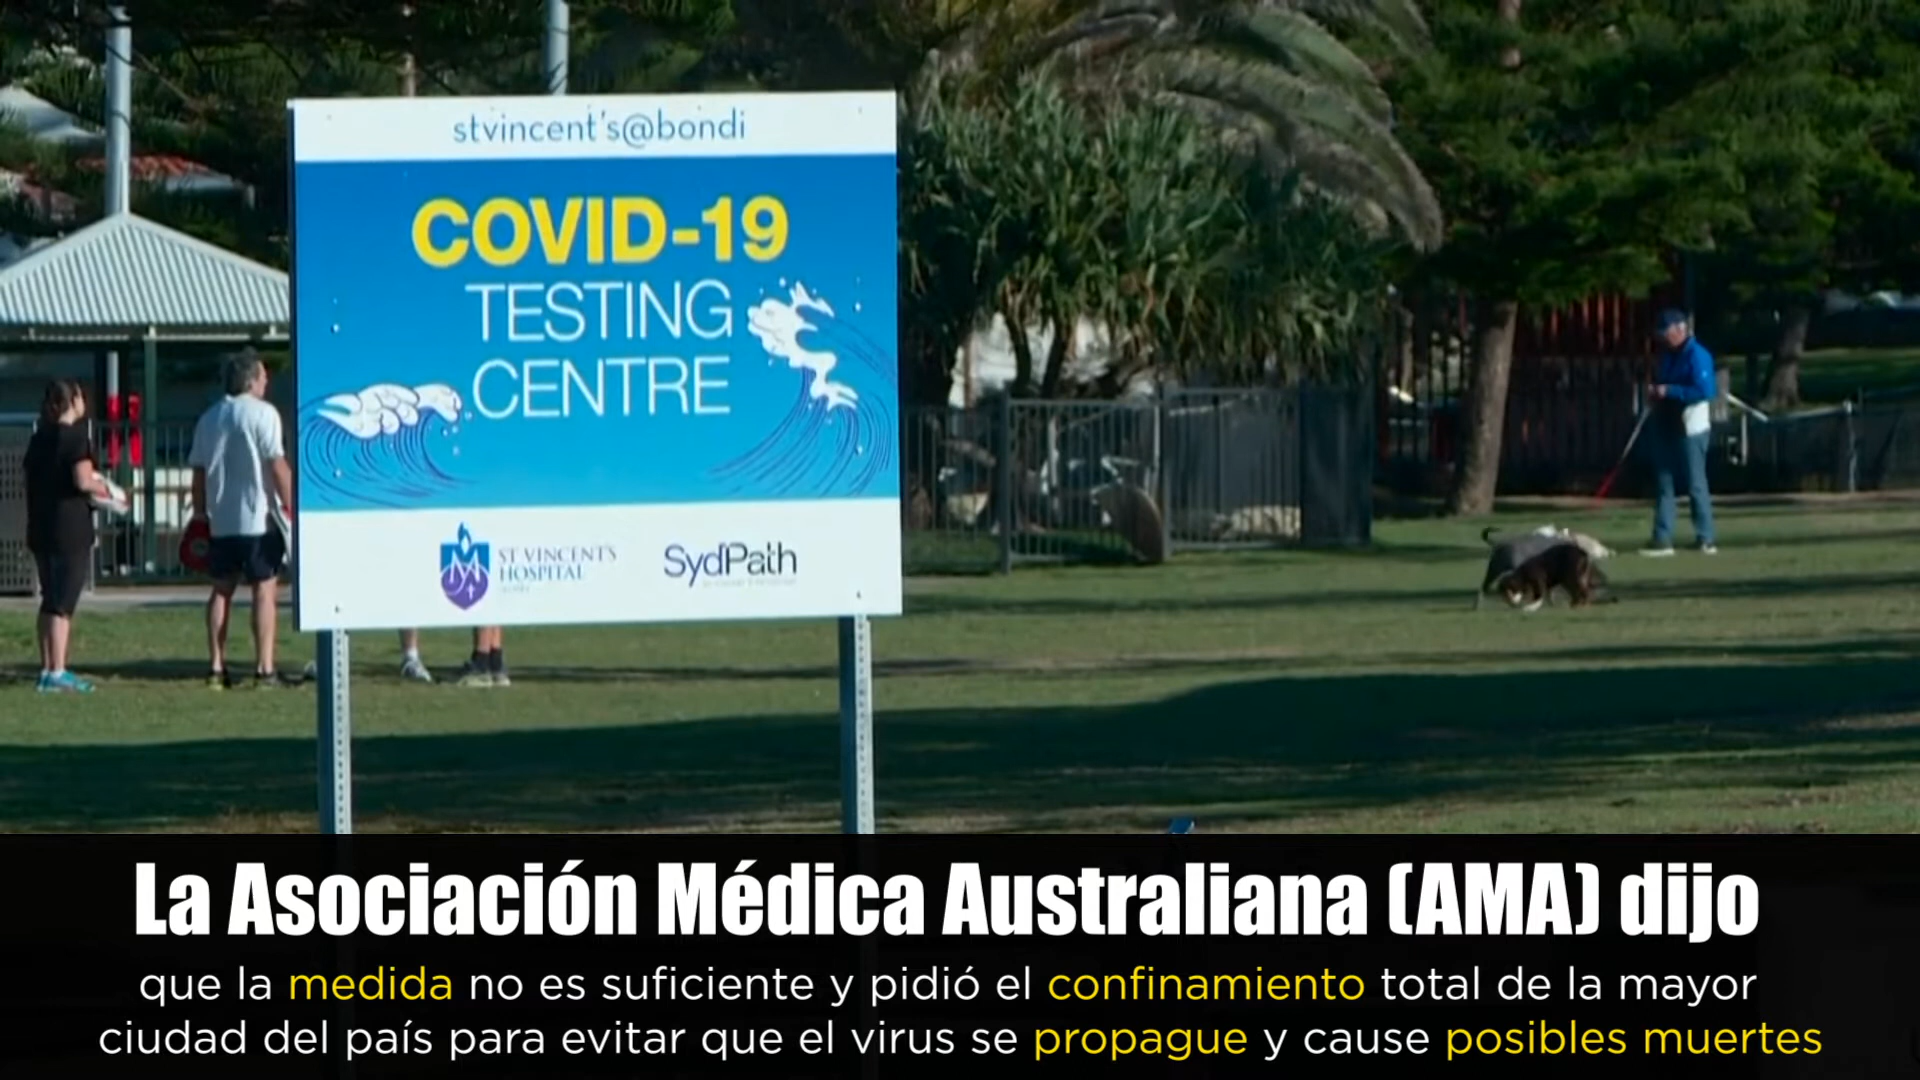 stvincent's@bondi
COVID-19
TESTING
CENTRE
ST VINCENT'S
HOSPITAL
SydPath
La Asociación Médica Australiana (AMA) dijo
que la medida no es suficiente y pidió el confinamiento total de la mayor
ciudad del país para evitar que el virus se propague y cause posibles muertes